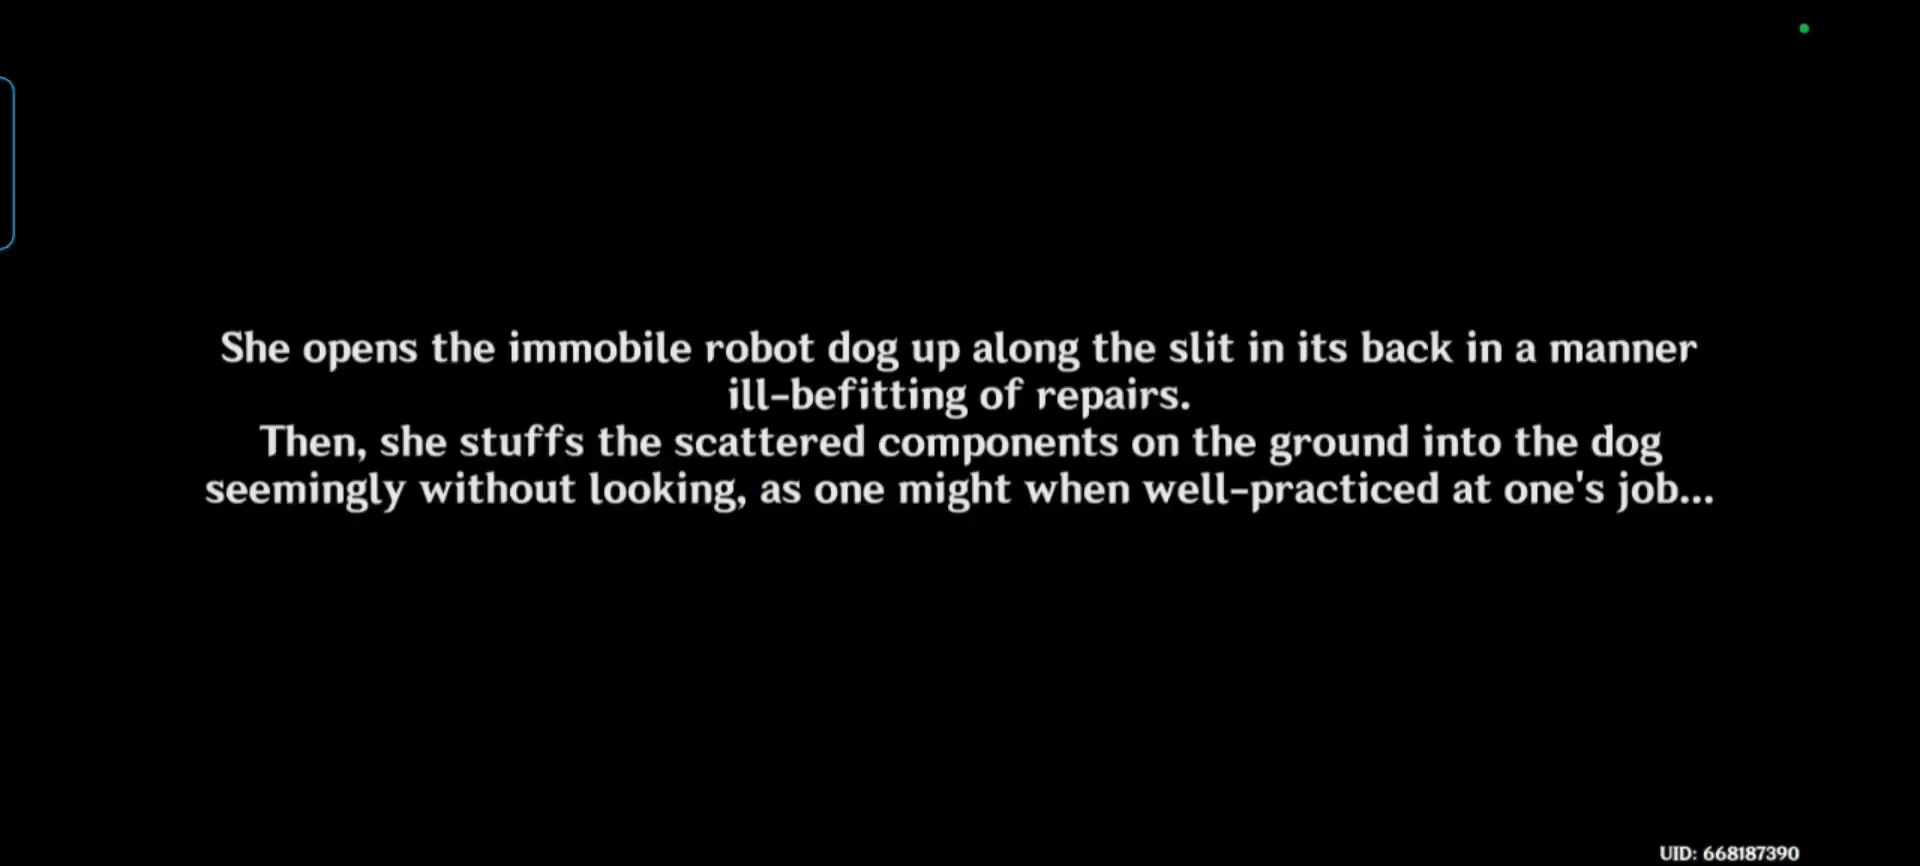 She opens the immobile robot dog up along the slit in its back in a manner
ill-befitting of repairs.
Then, she stuffs the scattered components on the ground into the dog
seemingly without looking, as one might when well-practiced at one's job...
UID: 668187390